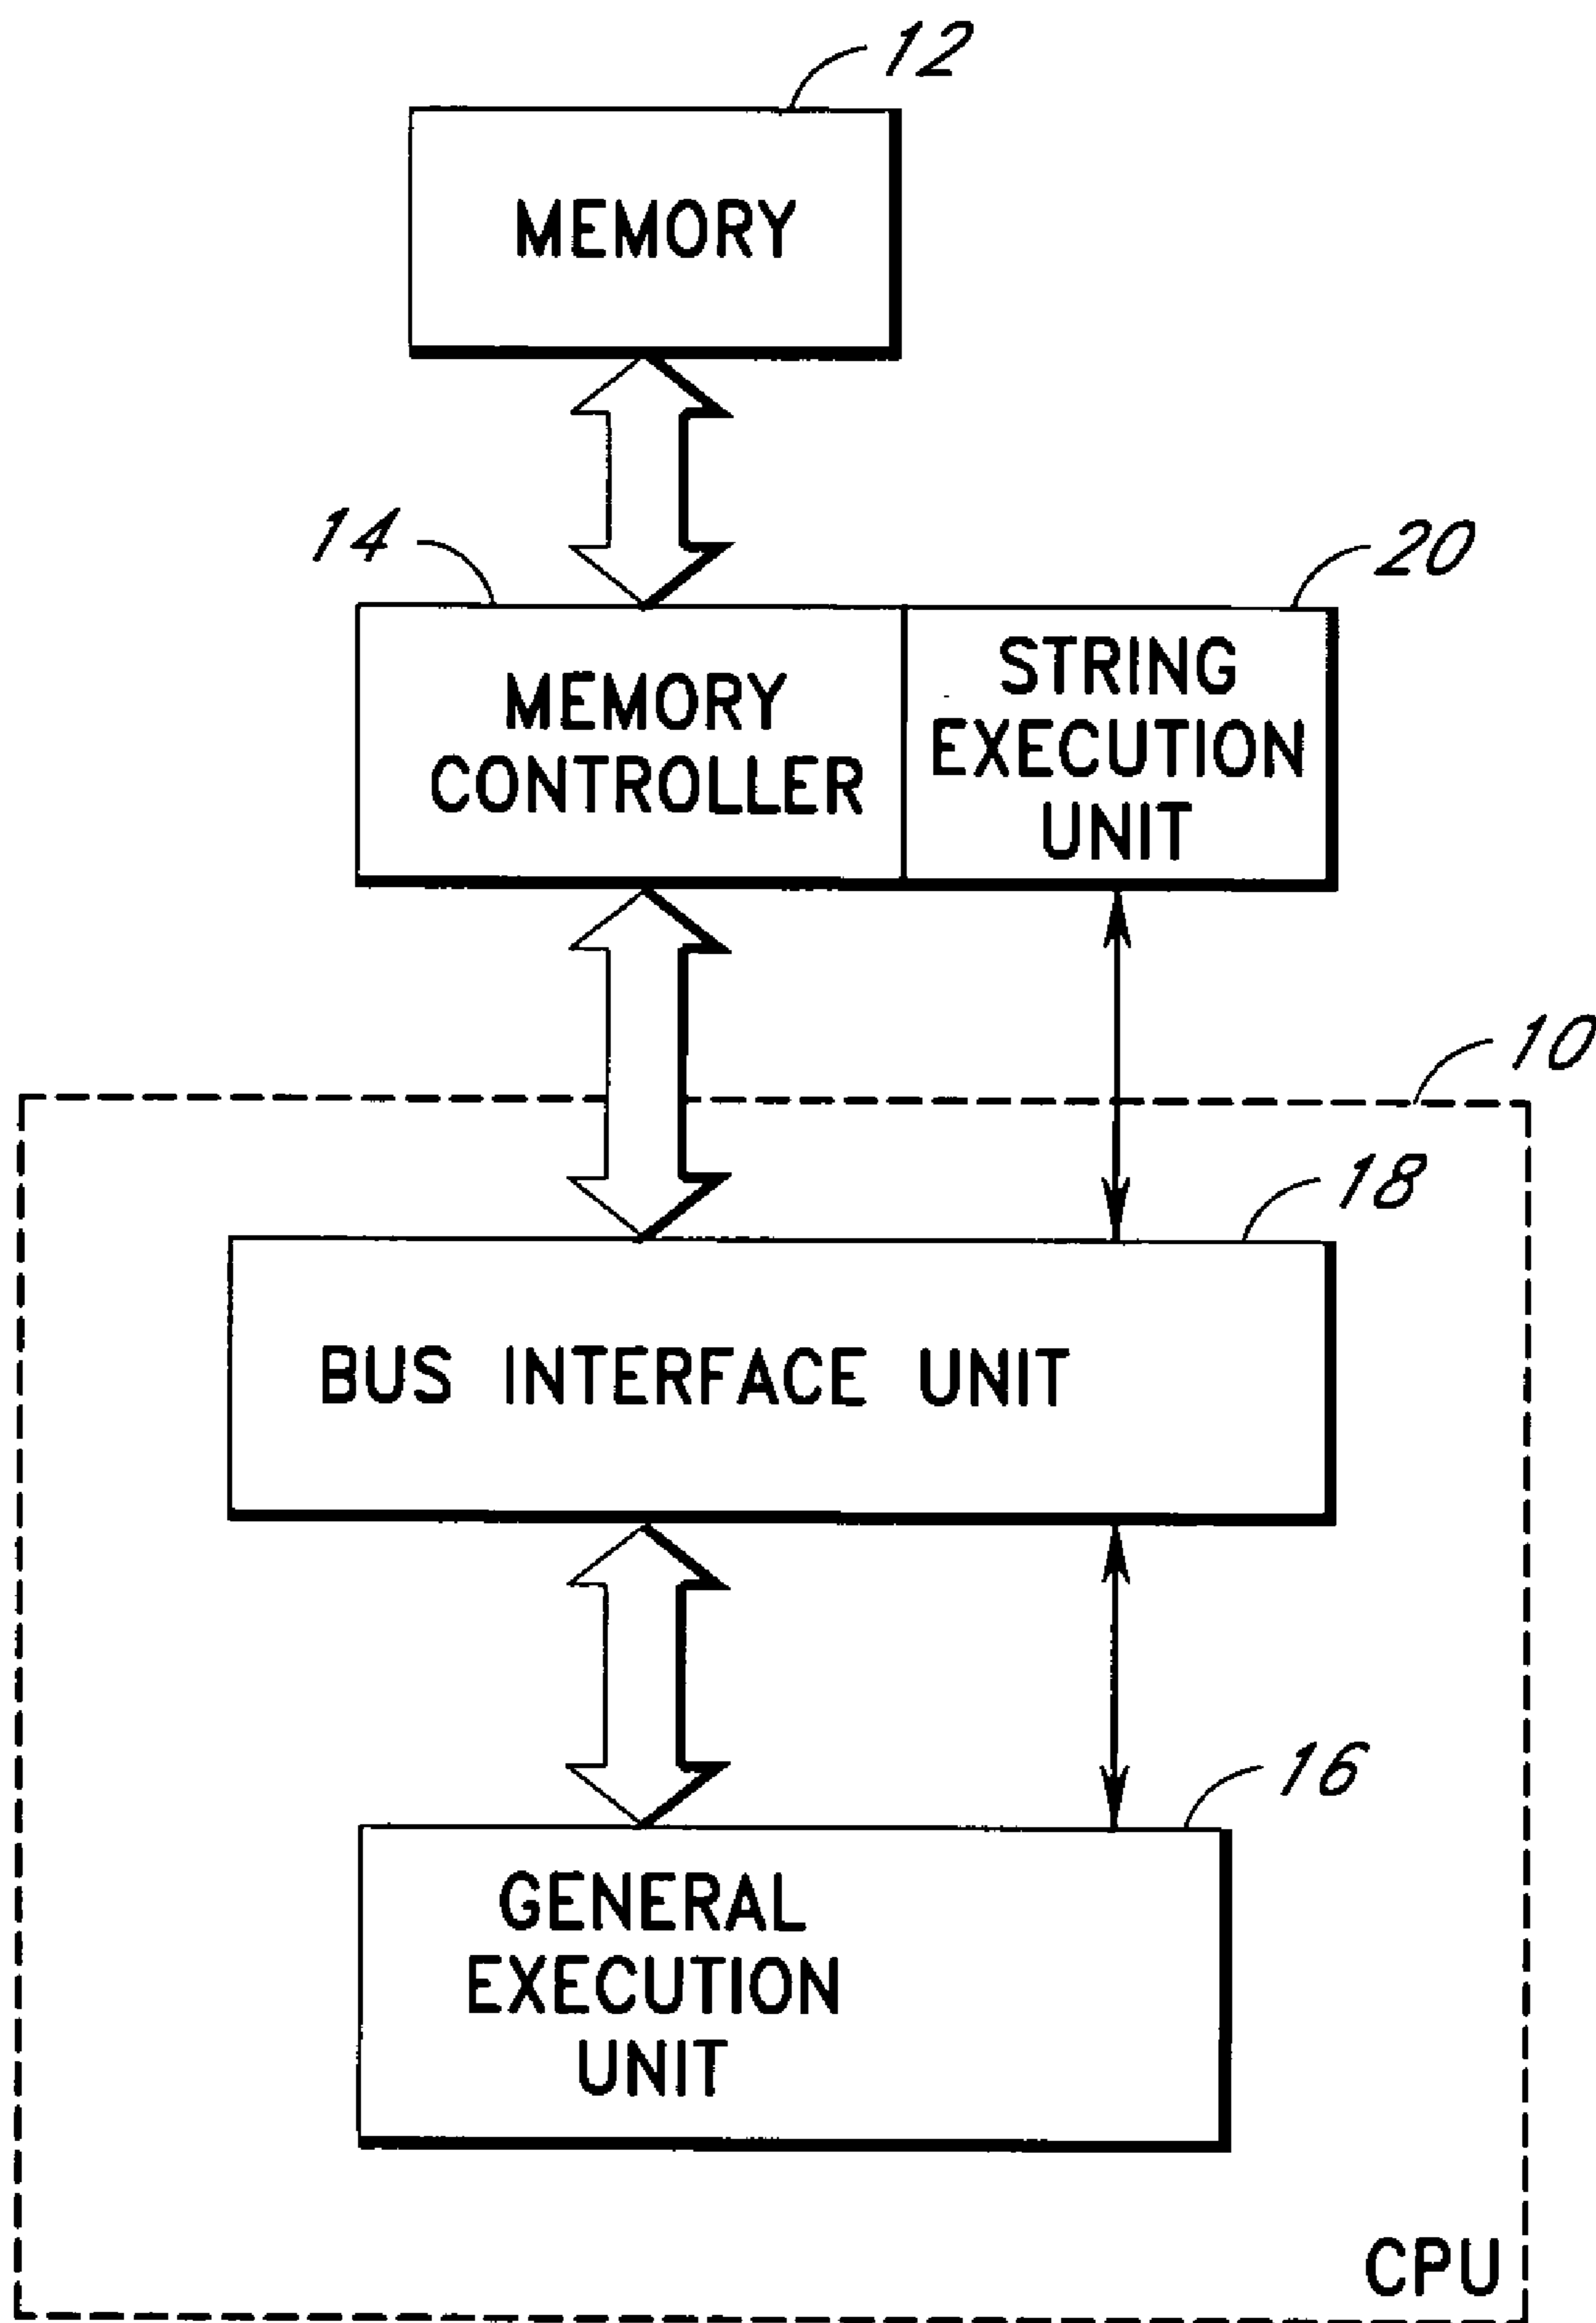 12
MEMORY
14
20
MEMORY
CONTROLLER
STRING
EXECUTION
UNIT
10
18
BUS INTERFACE UNIT
16
GENERAL
EXECUTION
UNIT
CPU